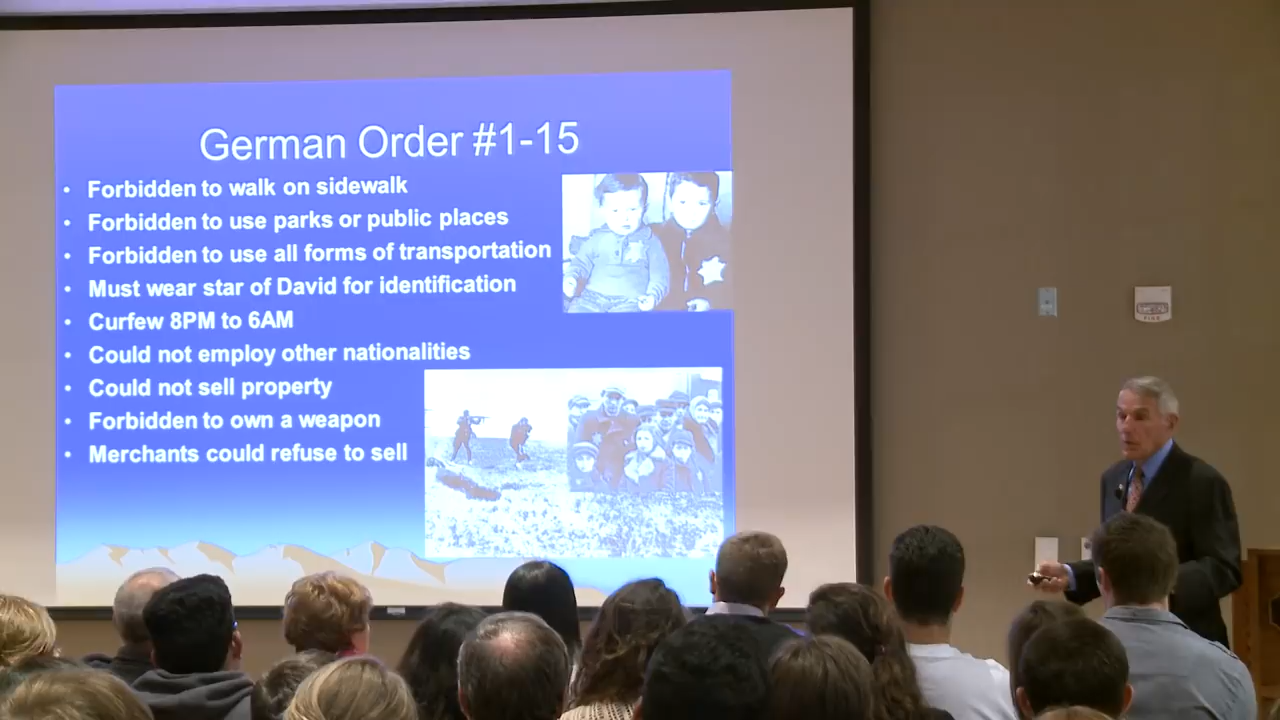 German Order #1-15
• Forbidden to walk on sidewalk
• Forbidden to use parks or public places
• Forbidden to use all forms of transportation
• Must wear star of David for identification
• Curfew 8PM to 6AM
• Could not employ other nationalities
• Could not sell property
• Forbidden to own a weapon
• Merchants could refuse to sell
FIRE